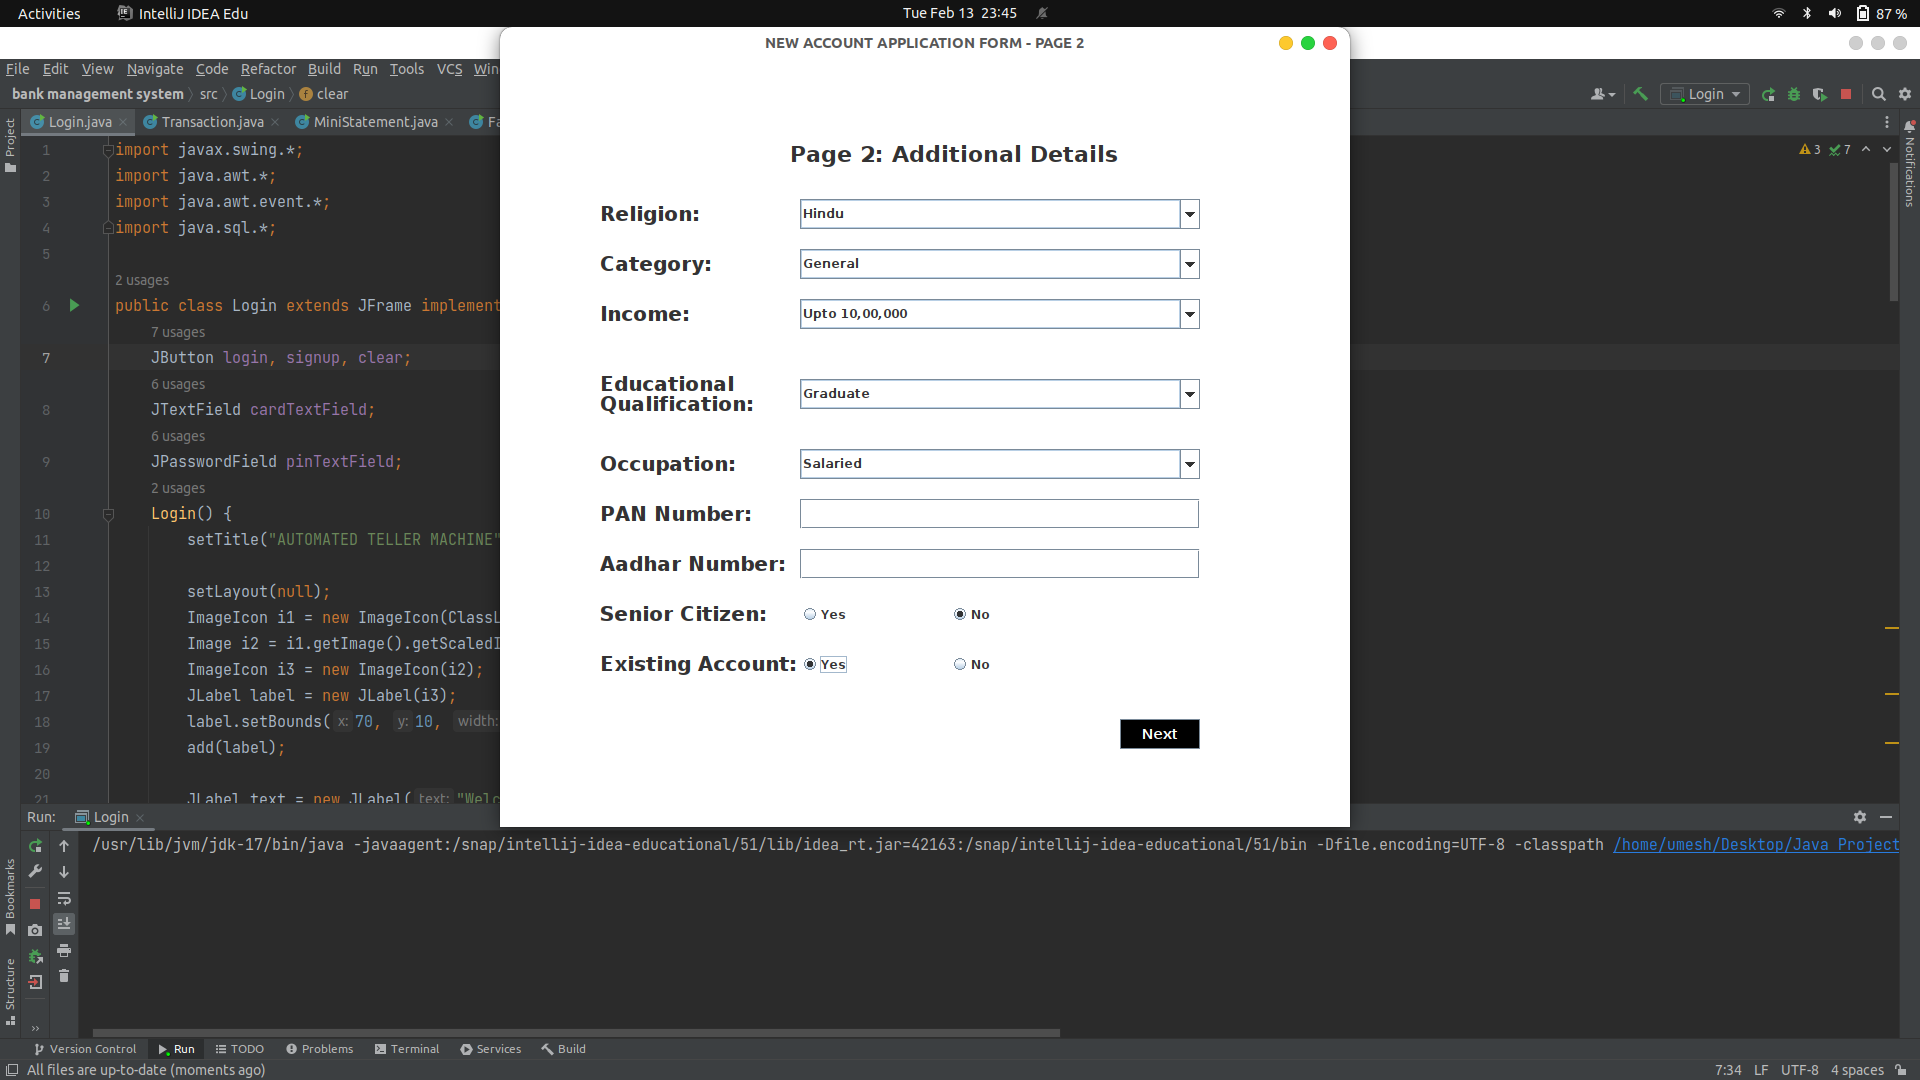 Activities
IntelliJ IDEA Edu
Tue Feb 13 23:45
87 %
NEW ACCOUNT APPLICATION FORM - PAGE 2
File Edit View Navigate Code Refactor Build Run Tools VCS Win
bank management system src Login clear
Login
Login.java Transaction.java MiniStatement.java Fa
Project
Notifications
3 7
1 import javax.swing.*;
2 import java.awt.*;
3 import java.awt.event.*;
4 import java.sql.*;
5
2 usages
6 public class Login extends JFrame implement
7 usages
7 JButton login, signup, clear;
6 usages
8 JTextField cardTextField;
6 usages
9 JPasswordField pinTextField;
2 usages
10 Login() {
11 setTitle("AUTOMATED TELLER MACHINE"
12
13 setLayout(null);
14 ImageIcon i1 = new ImageIcon(ClassL
15 Image i2 = i1.getImage().getScaledI
16 ImageIcon i3 = new ImageIcon(i2);
17 JLabel label = new JLabel(i3);
18 label.setBounds( x: 70, y: 10, width:
19 add(label);
20
21 JLabel text = new JLabel( text: "Welc
Page 2: Additional Details
Religion: Hindu
Category: General
Income: Upto 10,00,000
Educational
Qualification: Graduate
Occupation: Salaried
PAN Number:
Aadhar Number:
Senior Citizen: Yes No
Existing Account: Yes No
Next
Run: Login
/usr/lib/jvm/jdk-17/bin/java -javaagent:/snap/intellij-idea-educational/51/lib/idea_rt.jar=42163:/snap/intellij-idea-educational/51/bin -Dfile.encoding=UTF-8 -classpath /home/umesh/Desktop/Java Project
Bookmarks
Structure
Version Control Run TODO Problems Terminal Services Build
All files are up-to-date (moments ago)
7:34 LF UTF-8 4 spaces